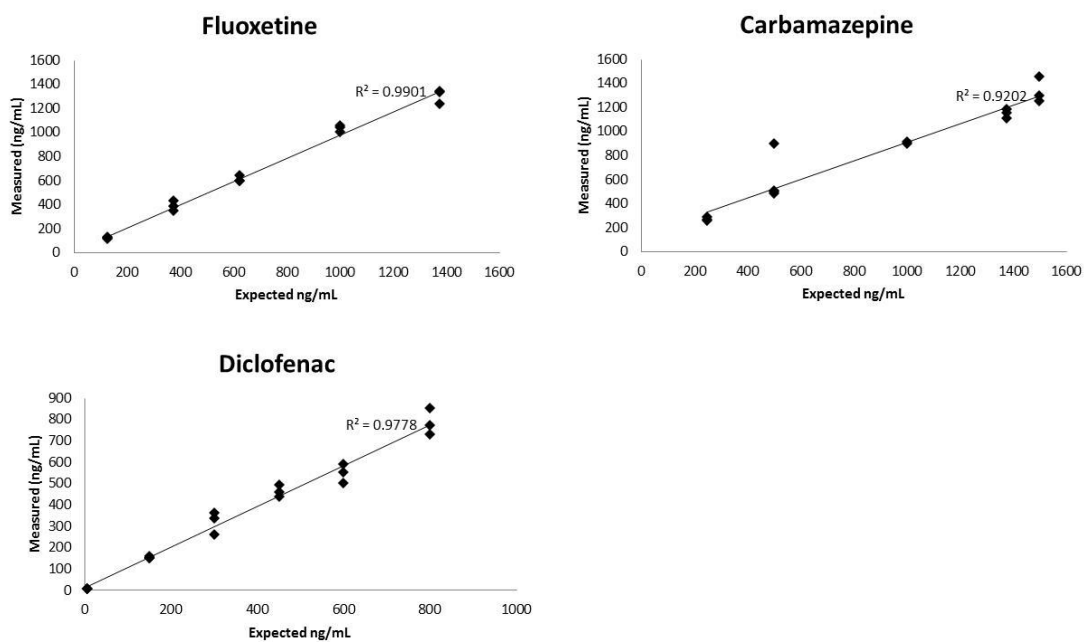 Fluoxetine
1600
1400
1200
1000
800
600
400
200
0
R² = 0.9901
Measured (ng/mL)
0 200 400 600 800 1000 1200 1400 1600
Expected ng/mL
Carbamazepine
1600
1400
1200
1000
800
600
400
200
0
R² = 0.9202
Measured (ng/mL)
0 200 400 600 800 1000 1200 1400 1600
Expected ng/mL
Diclofenac
900
800
700
600
500
400
300
200
100
0
R² = 0.9778
Measured (ng/mL)
0 200 400 600 800 1000
Expected ng/mL